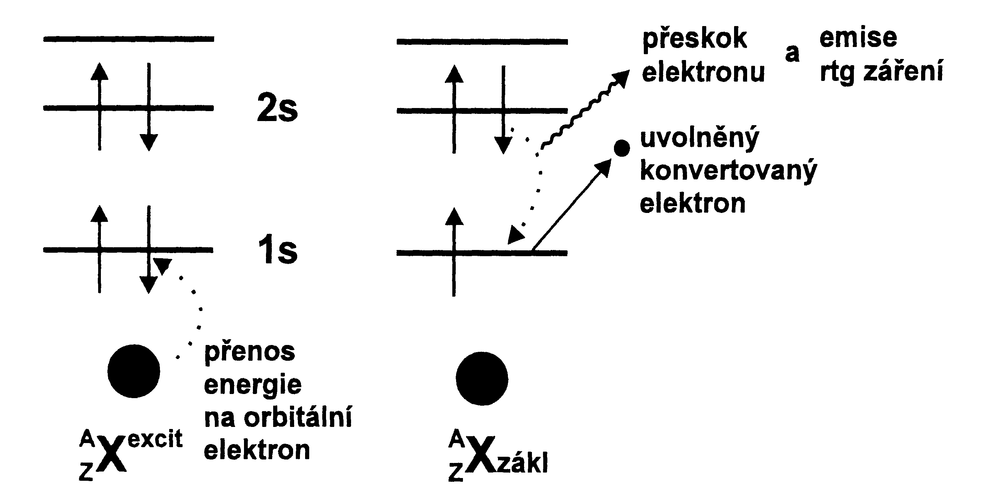 2s
1s
přenos
energie
na orbitální
elektron
A
Z X excit
přeskok
elektronu
a
emise
rtg záření
uvolněný
konvertovaný
elektron
A
Z X zákl